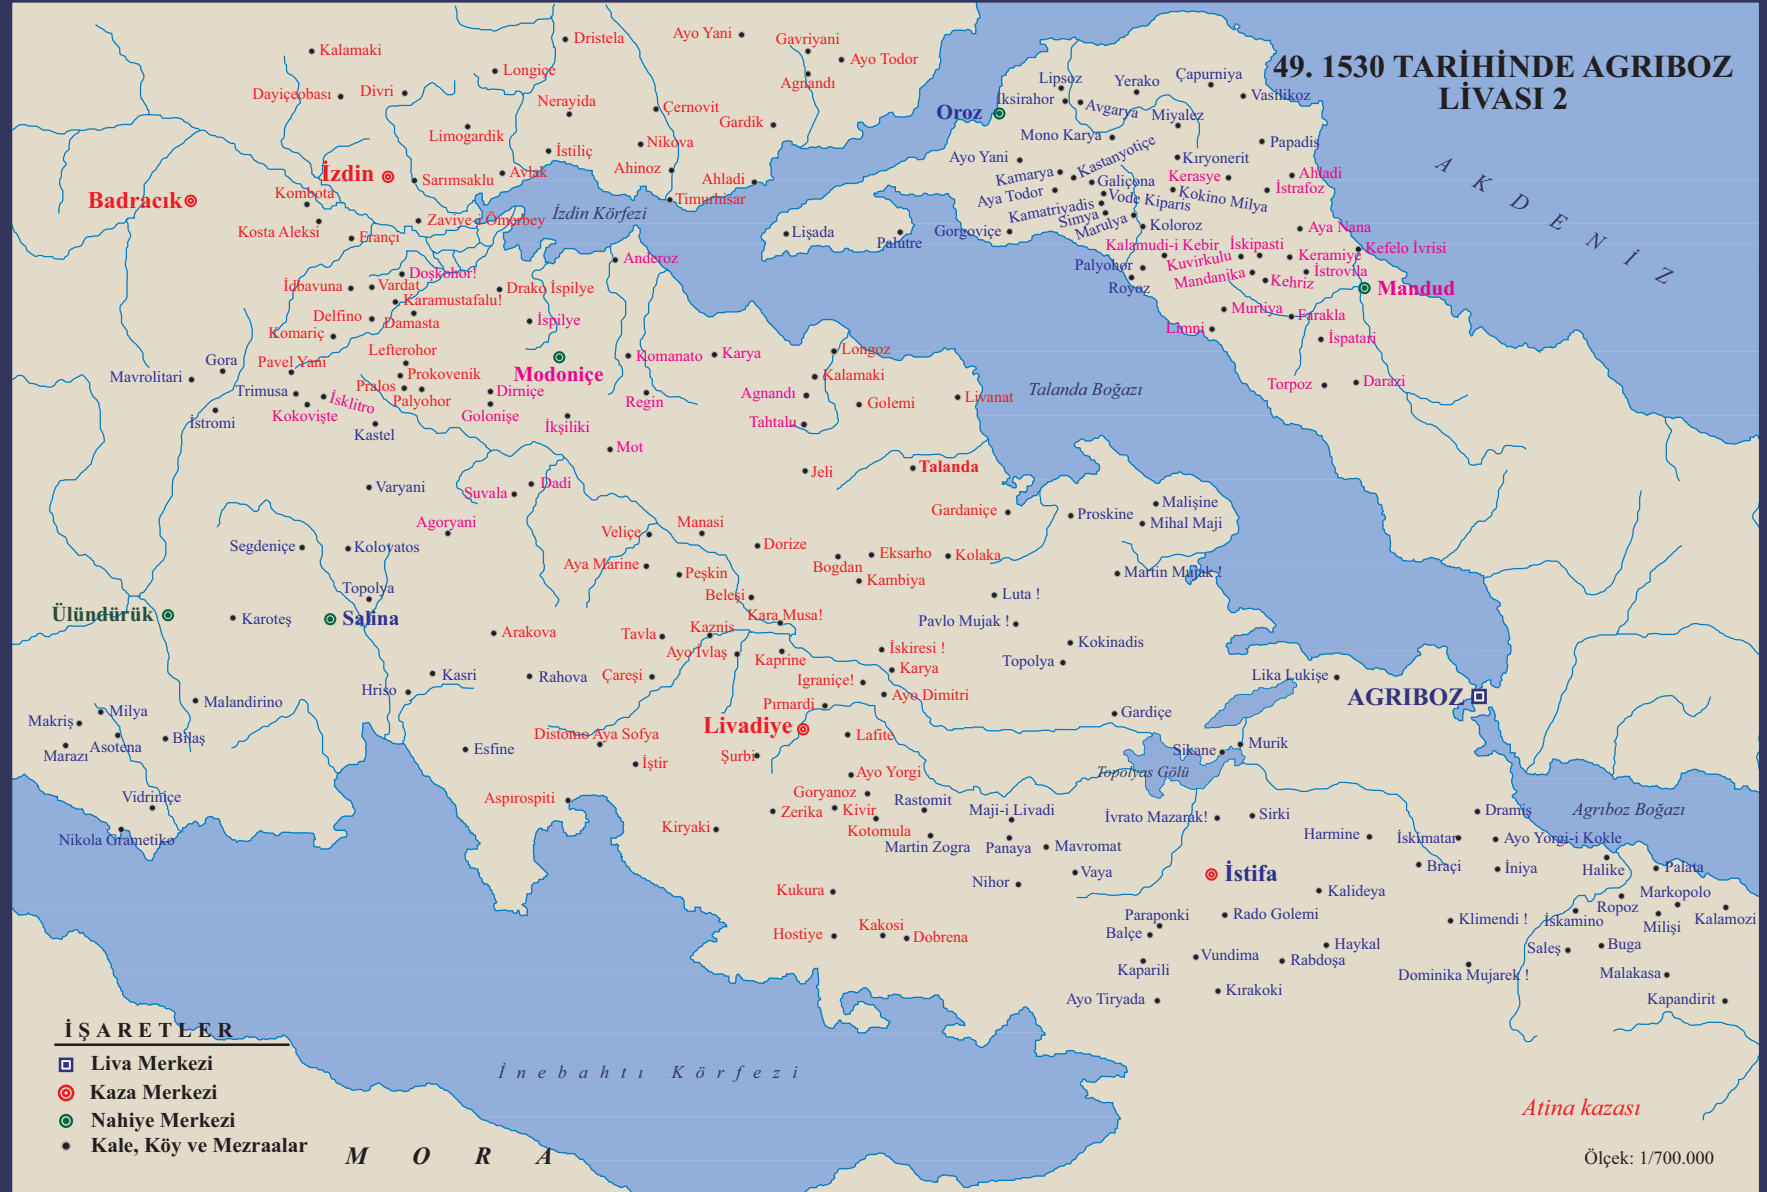 49. 1530 TARİHİNDE AGRIBOZ
LİVASI 2
Kalamaki
Dristela
Ayo Yani
Gavriyani
Ayo Todor
Longiçe
Agnandı
Dayiçeobası
Divri
Nerayida
Çernovit
Gardik
Limogardik
Nikova
İstiliç
Ahinoz
Ahladi
İzdin
Sarımsaklu
Avlak
Timurhisar
Badracık
Kombota
Zaviye-i Ömerbey
İzdin Körfezi
Kosta Aleksi
Erançı
Lipsoz
Yerako
Çapurniya
Vasilikoz
İksirahor
Avgarya
Miyalez
Oroz
Mono Karya
Papadis
Ayo Yani
Kastanyotiçe
Kıryonerit
Kamarya
Galiçona
Kerasye
Ahladi
İstrafoz
Aya Todor
Vode Kiparis
Kokino Milya
Kamatriyadis
Simya
Marulya
Koloroz
Lişada
Palutre
Gorgoviçe
Aya Nana
Kalamudi-i Kebir
İskipasti
Kefelo İvrisi
Kuvirkulu
Keramiye
Palyohor
Mandanika
İstrovila
Royoz
Kehriz
Mandud
Murtiya
Farakla
Limni
İspatari
Torpoz
Darazi
A K D E N İ Z
Anderoz
Doşkohor!
İdbavuna
Vardat
Drako İspilye
Karamustafalu!
Delfino
Damasta
İspilye
Komariç
Lefterohor
Modoniçe
Komanato
Karya
Longoz
Gora
Pavel Yani
Prokovenik
Kalamaki
Mavrolitari
Trimusa
Pralos
Dirniçe
Agnandı
Golemi
Livanat
İsklitro
Palyohor
Regin
Kokovişte
Golonişe
Tahtalu
İstromi
Kastel
İkşiliki
Talanda Boğazı
Mot
Jeli
Talanda
Varyani
Suvala
Dadi
Agoryani
Gardaniçe
Proskine
Malişine
Mihal Maji
Veliçe
Manasi
Segdeniçe
Kolovatos
Dorize
Eksarho
Kolaka
Aya Marine
Bogdan
Peşkin
Kambiya
Martin Mujak !
Topolya
Belesi
Luta !
Kara Musa!
Ülündürük
Karoteş
Salina
Pavlo Mujak !
Arakova
Tavla
Kaznis
Kokinadis
Ayo İvlaş
Kaprine
İskiresi !
Topolya
Karya
Kasri
Rahova
Çareşi
Igraniçe!
Lika Lukişe
Hriso
Ayo Dimitri
AGRIBOZ
Malandirino
Pırnardi
Milya
Gardiçe
Makriş
Livadiye
Bilaş
Distomo
Aya Sofya
Lafite
Marazı
Asotena
Esfine
Şurbi
Sikane
Murik
İştir
Ayo Yorgi
Topolyas Gölü
Vidriniçe
Aspırospiti
Goryanoz
Rastomit
Zerika
Kivir
Maji-i Livadi
İvrato Mazarak!
Sirki
Dramiş
Agrıboz Boğazı
Nikola Grametiko
Kiryaki
Kotomula
Harmine
İskimatar
Ayo Yorgi-i Kokle
Martin Zogra
Panaya
Mavromat
Braçi
İniya
Halike
Palata
Nihor
Vaya
İstifa
Kukura
Kalideya
Markopolo
Ropoz
Paraponki
Rado Golemi
Klimendi !
İskamino
Milişi
Kalamozi
Hostiye
Kakosi
Dobrena
Balçe
Haykal
Saleş
Buga
Vundima
Rabdoşa
Kaparili
Dominika Mujarek !
Malakasa
Kırakoki
Ayo Tiryada
Kapandirit
İŞARETLER
Liva Merkezi
Kaza Merkezi
Nahiye Merkezi
Kale, Köy ve Mezraalar
İnebahtı Körfezi
MORA
Atina kazası
Ölçek: 1/700.000